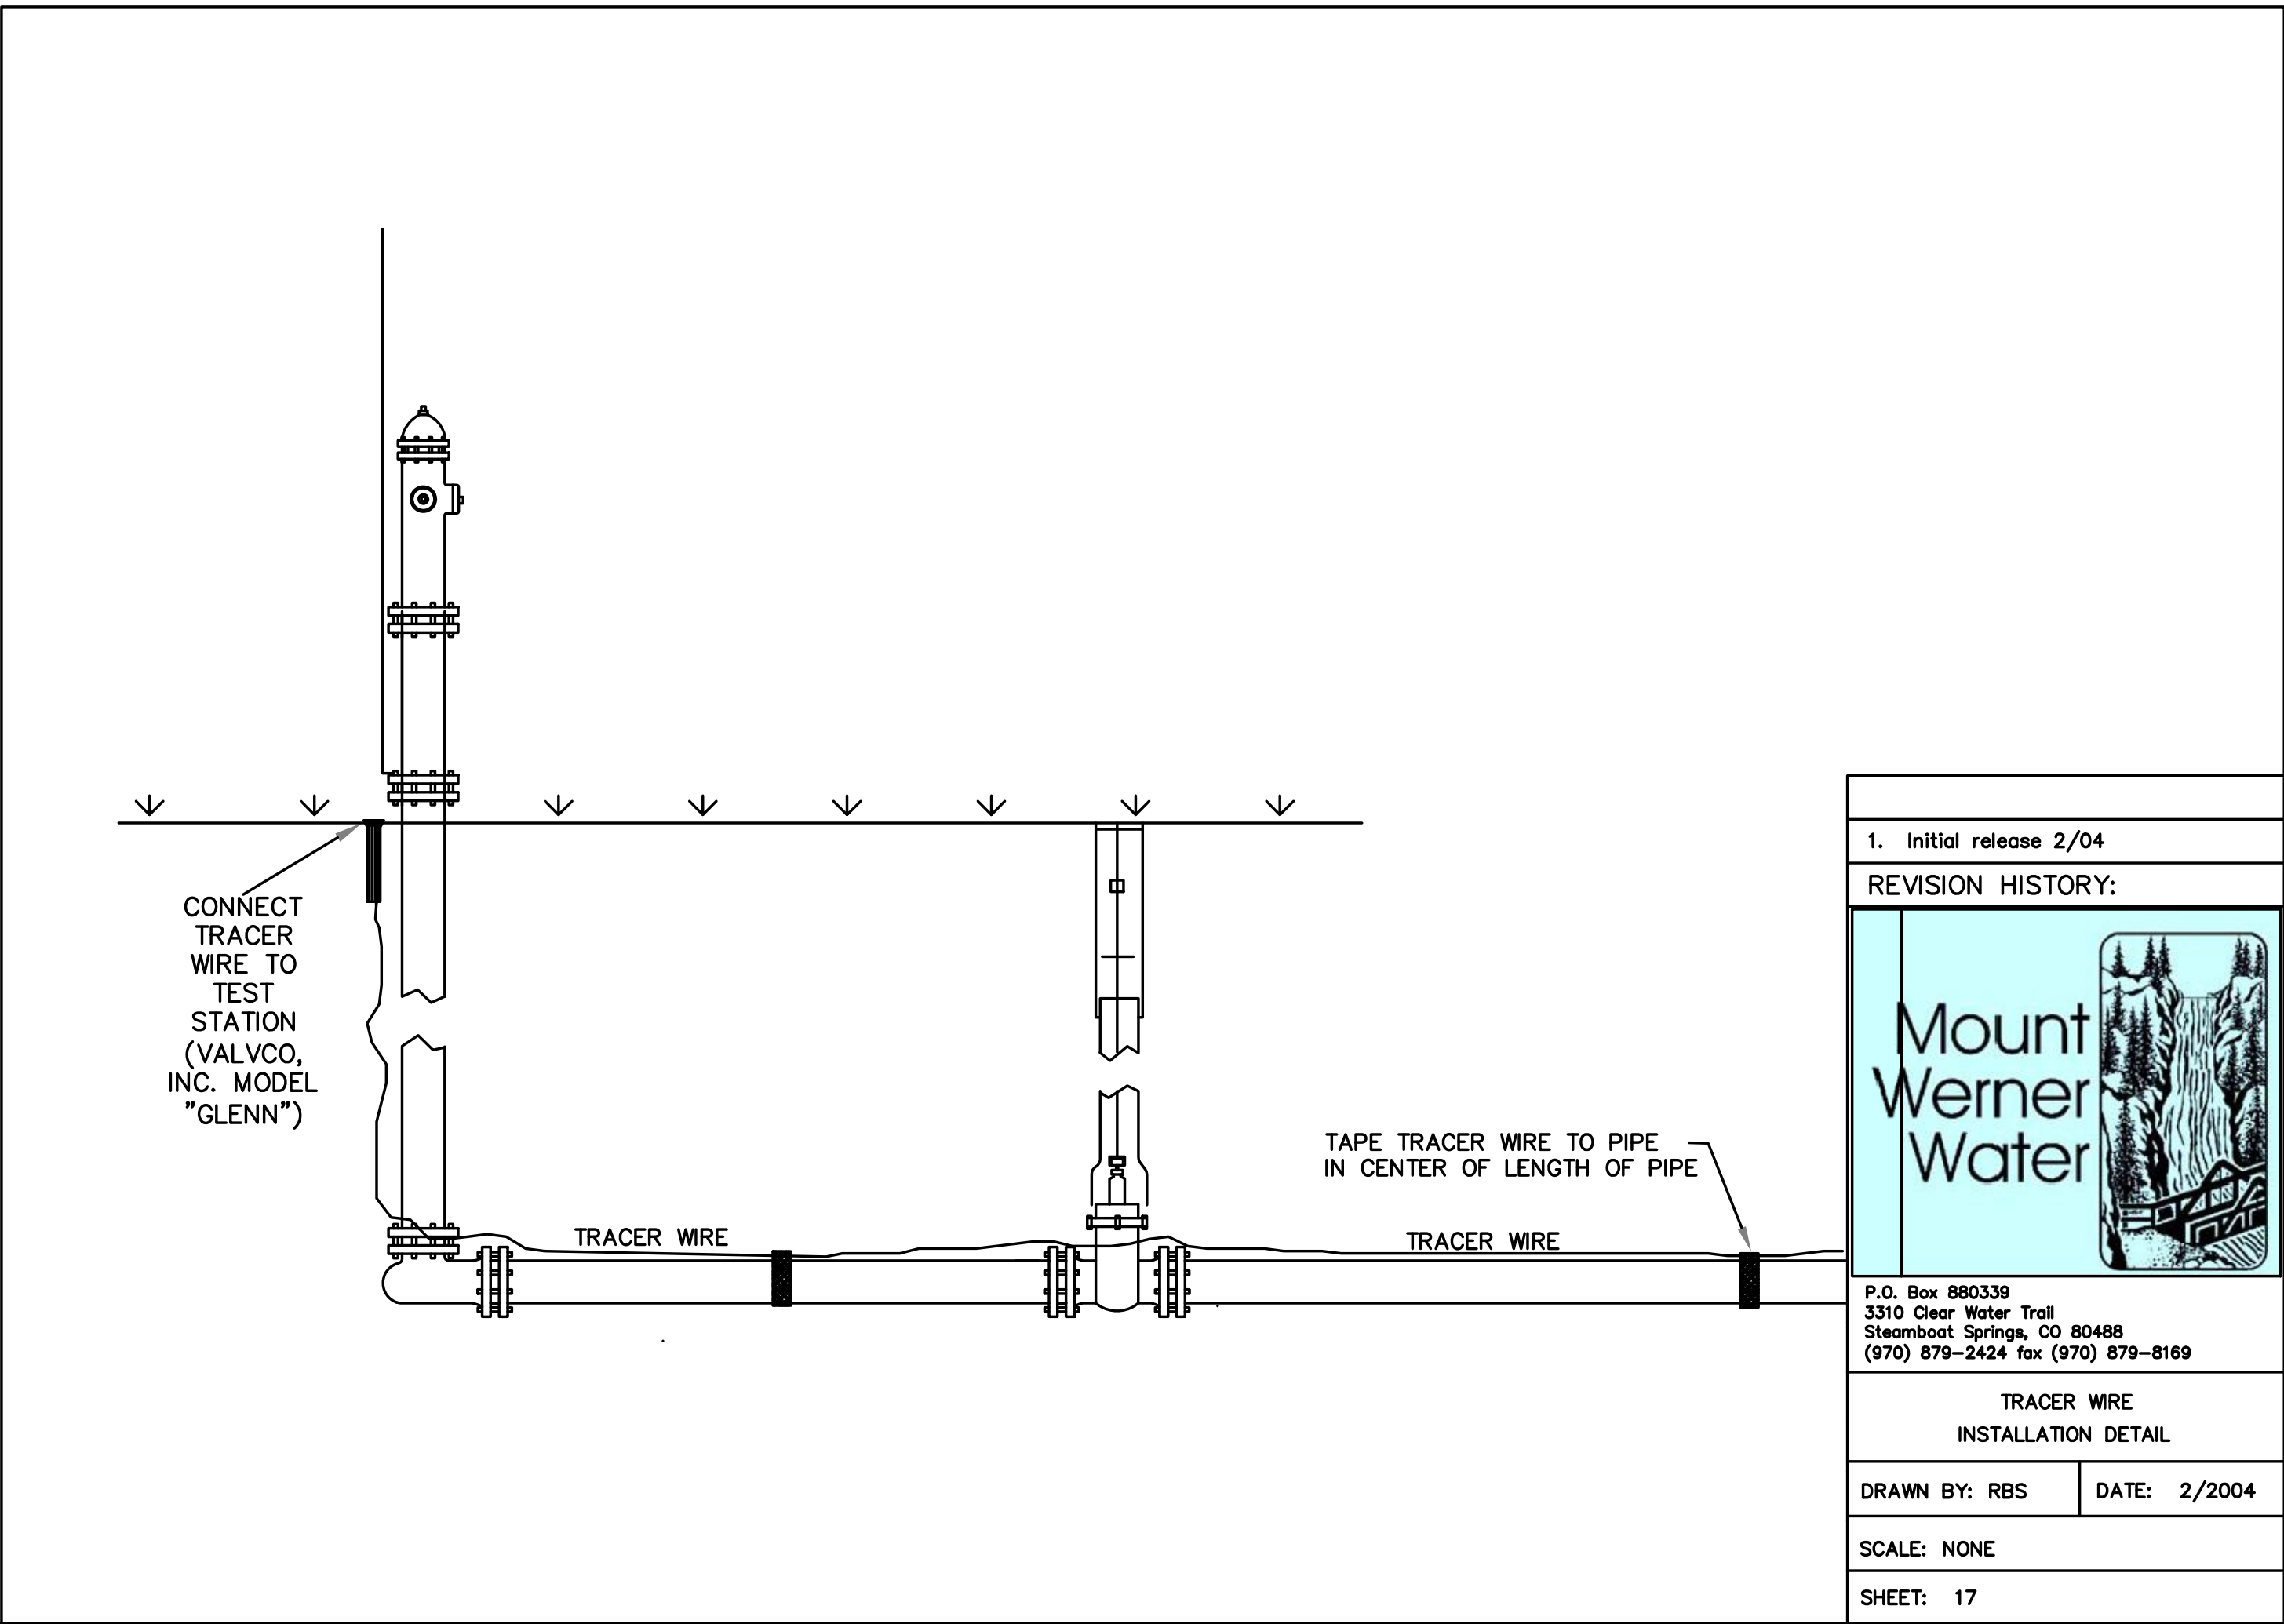 CONNECT
TRACER
WIRE TO
TEST
STATION
(VALVCO,
INC. MODEL
"GLENN")
TRACER WIRE
TAPE TRACER WIRE TO PIPE
IN CENTER OF LENGTH OF PIPE
TRACER WIRE
1. Initial release 2/04
REVISION HISTORY:
Mount
Werner
Water
P.O. Box 880339
3310 Clear Water Trail
Steamboat Springs, CO 80488
(970) 879-2424 fax (970) 879-8169
TRACER WIRE
INSTALLATION DETAIL
DRAWN BY: RBS
DATE: 2/2004
SCALE: NONE
SHEET: 17